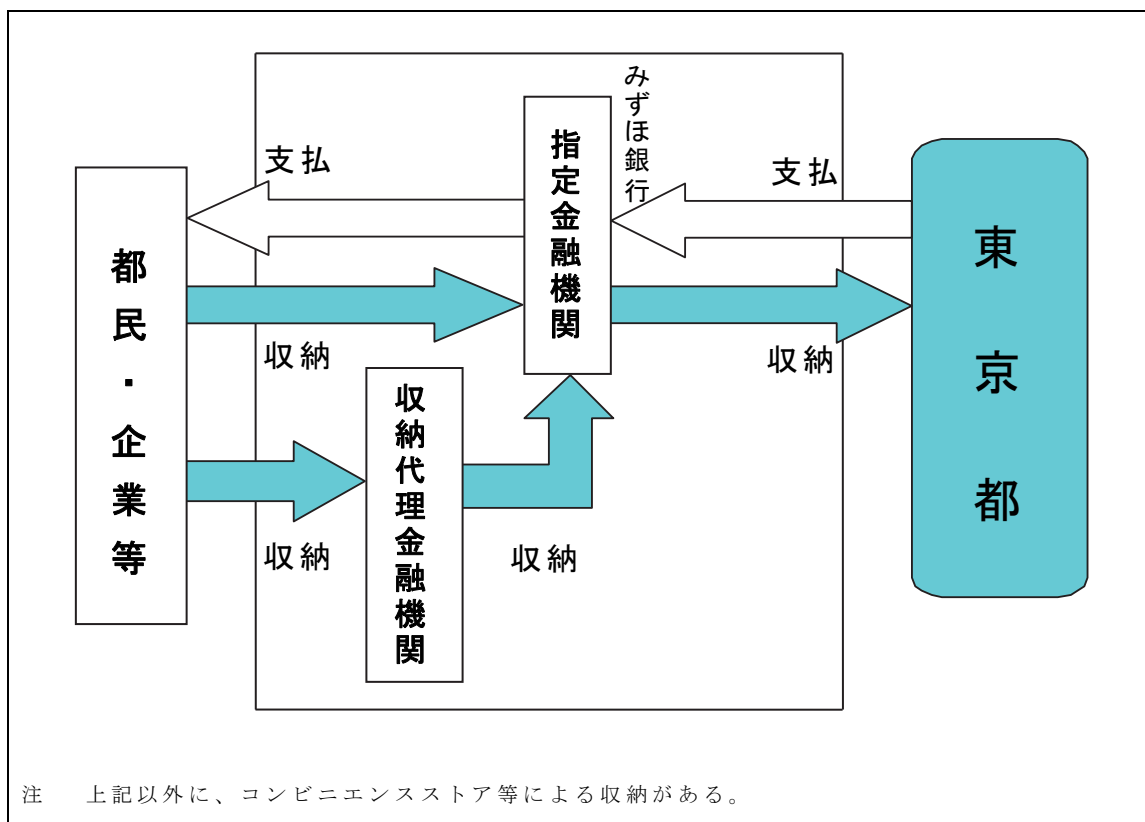 みずほ銀行
指定金融機関
支払
支払
都民・企業等
東京都
収納
収納
収納代理金融機関
収納
収納
注 上記以外に、コンビニエンスストア等による収納がある。